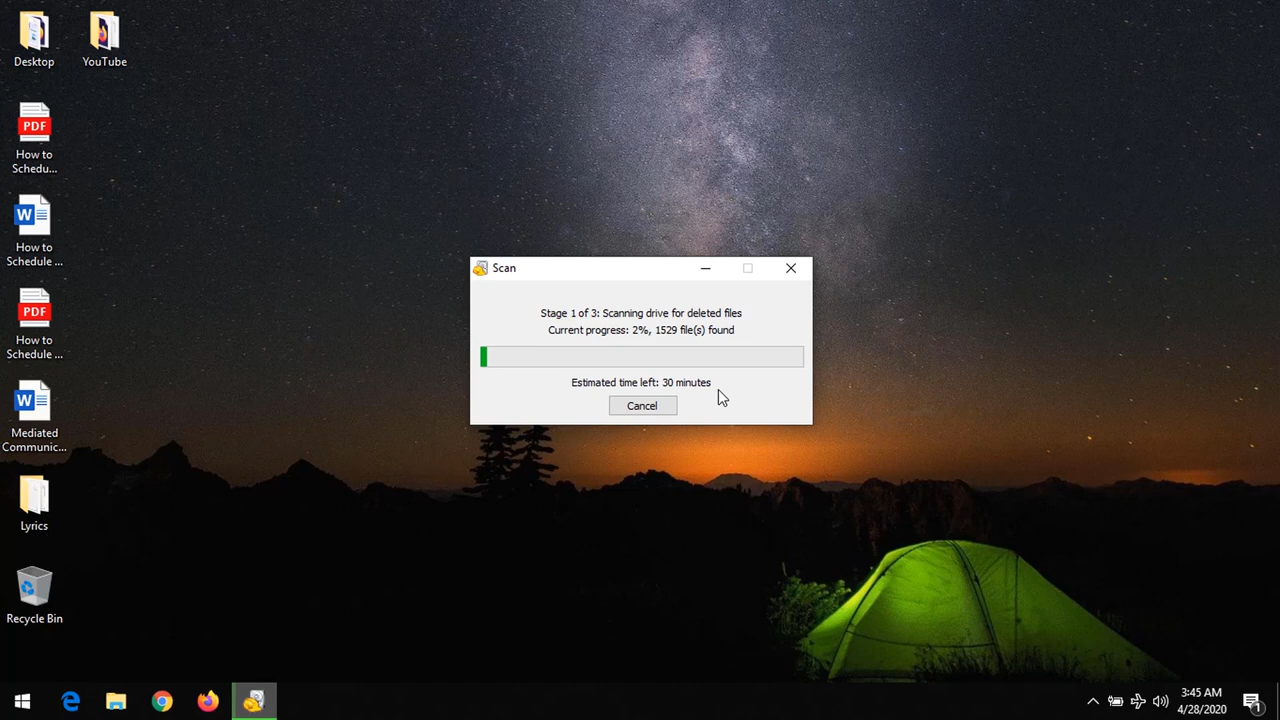 Desktop
YouTube
PDF
How to
Schedu...
W
How to
Schedule ...
PDF
How to
Schedule ...
W
Mediated
Communic...
Lyrics
Recycle Bin
Scan
Stage 1 of 3: Scanning drive for deleted files
Current progress: 2%, 1529 file(s) found
Estimated time left: 30 minutes
Cancel
3:45 AM
4/28/2020
1